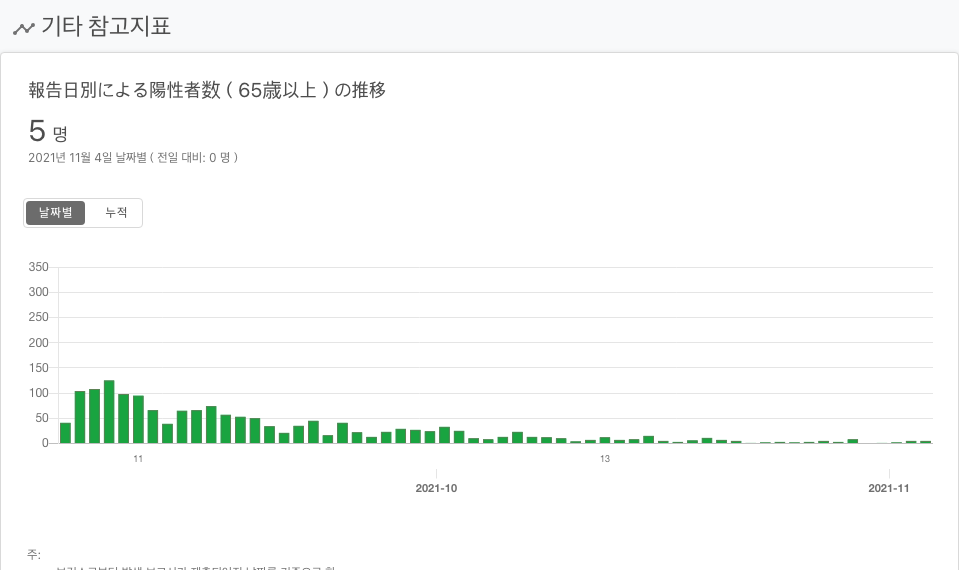 기타 참고지표
報告日別による陽性者数 ( 65歳以上 ) の推移
5 명
2021년 11월 4일 날짜별 ( 전일 대비: 0 명 )
날짜별 누적
350
300
250
200
150
100
50
0
11 13
2021-10 2021-11
주: